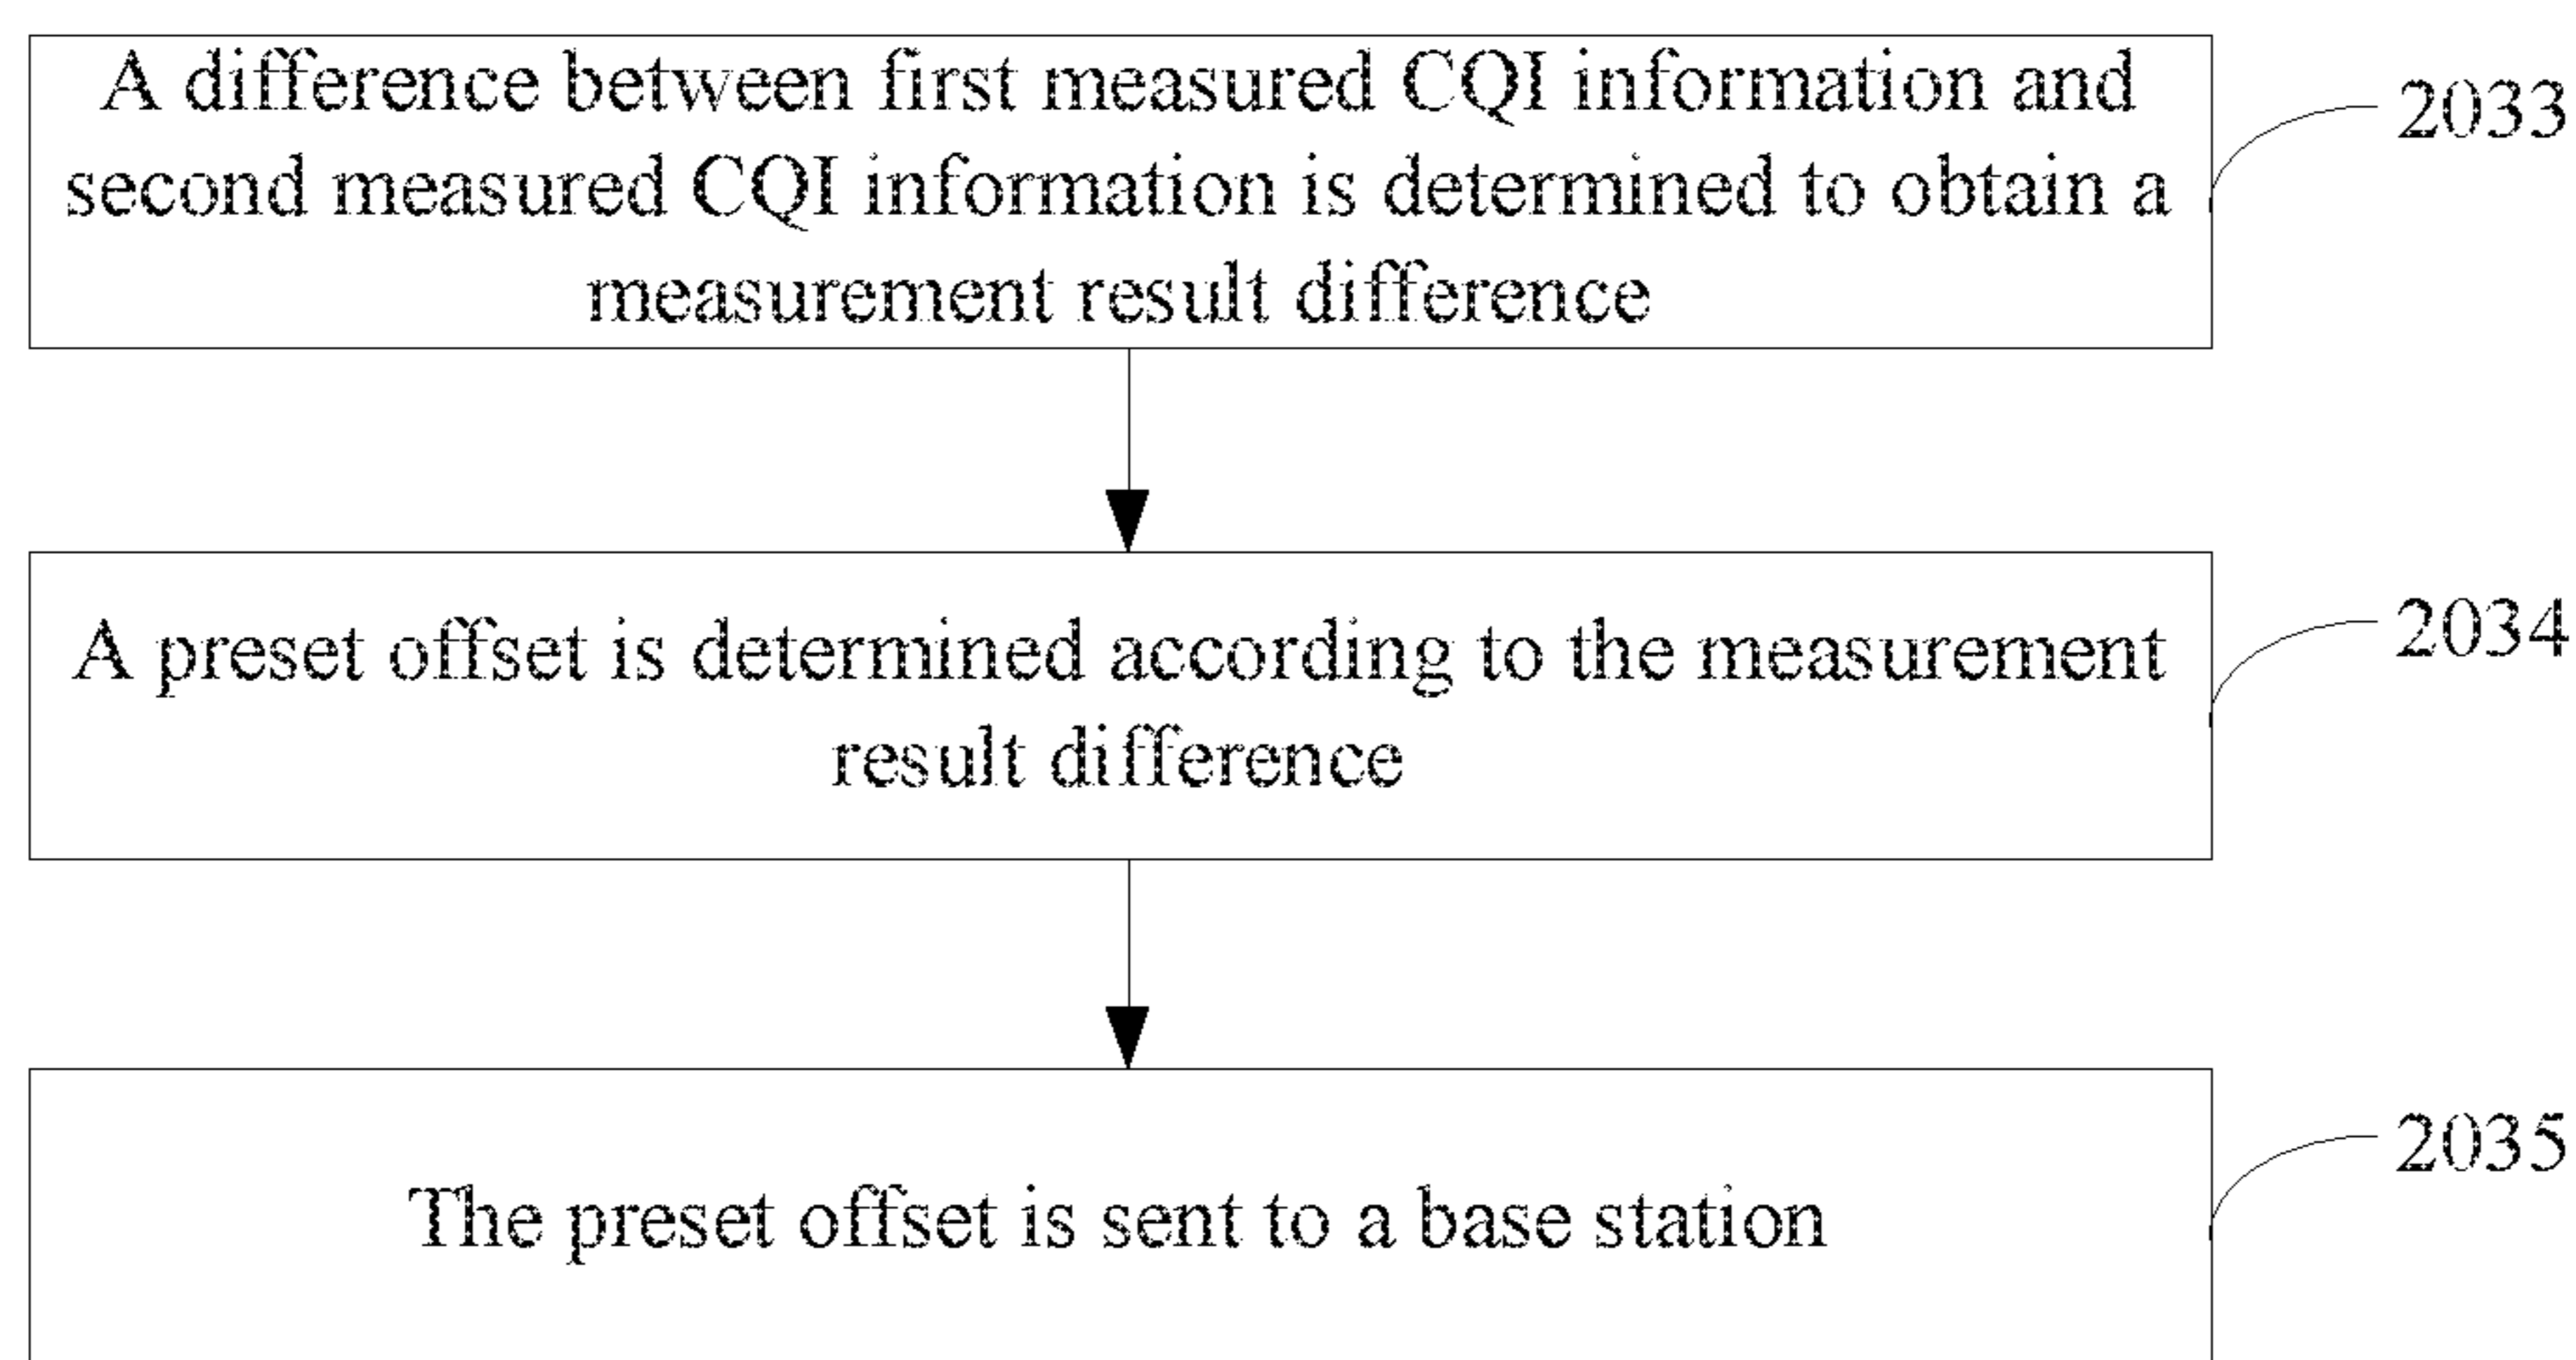 A difference between first measured CQI information and
second measured CQI information is determined to obtain a
measurement result difference
2033
A preset offset is determined according to the measurement
result difference
2034
The preset offset is sent to a base station
2035